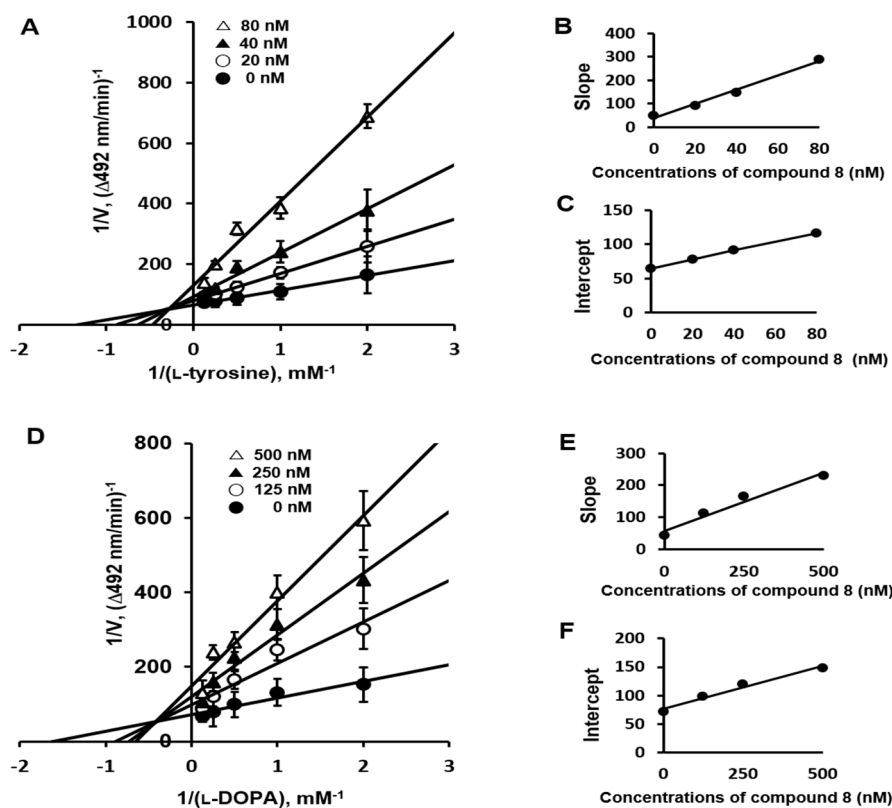 A
1000
800
600
400
200
0
-2
-1
0
1
2
3
1/V, (Δ492 nm/min)⁻¹
1/(L-tyrosine), mM⁻¹
80 nM
40 nM
20 nM
0 nM
B
400
300
200
100
0
0
20
40
60
80
Slope
Concentrations of compound 8 (nM)
C
150
100
50
0
0
20
40
60
80
Intercept
Concentrations of compound 8 (nM)
D
800
600
400
200
0
-2
-1
0
1
2
3
1/V, (Δ492 nm/min)⁻¹
1/(L-DOPA), mM⁻¹
500 nM
250 nM
125 nM
0 nM
E
300
200
100
0
0
250
500
Slope
Concentrations of compound 8 (nM)
F
200
150
100
50
0
0
250
500
Intercept
Concentrations of compound 8 (nM)